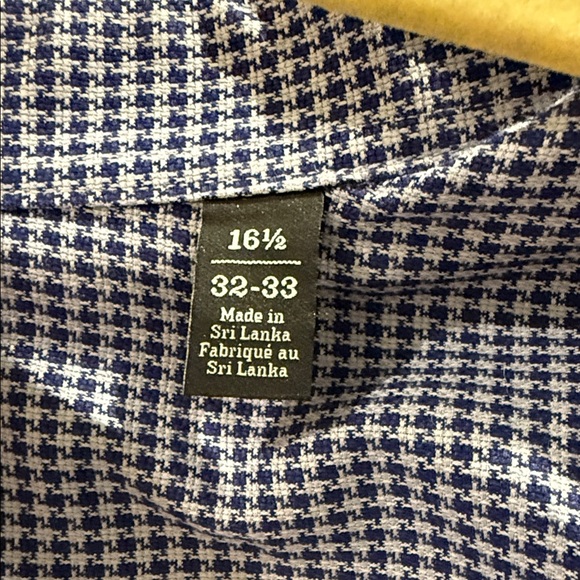 16½
32-33
Made in
Sri Lanka
Fabriqué au
Sri Lanka